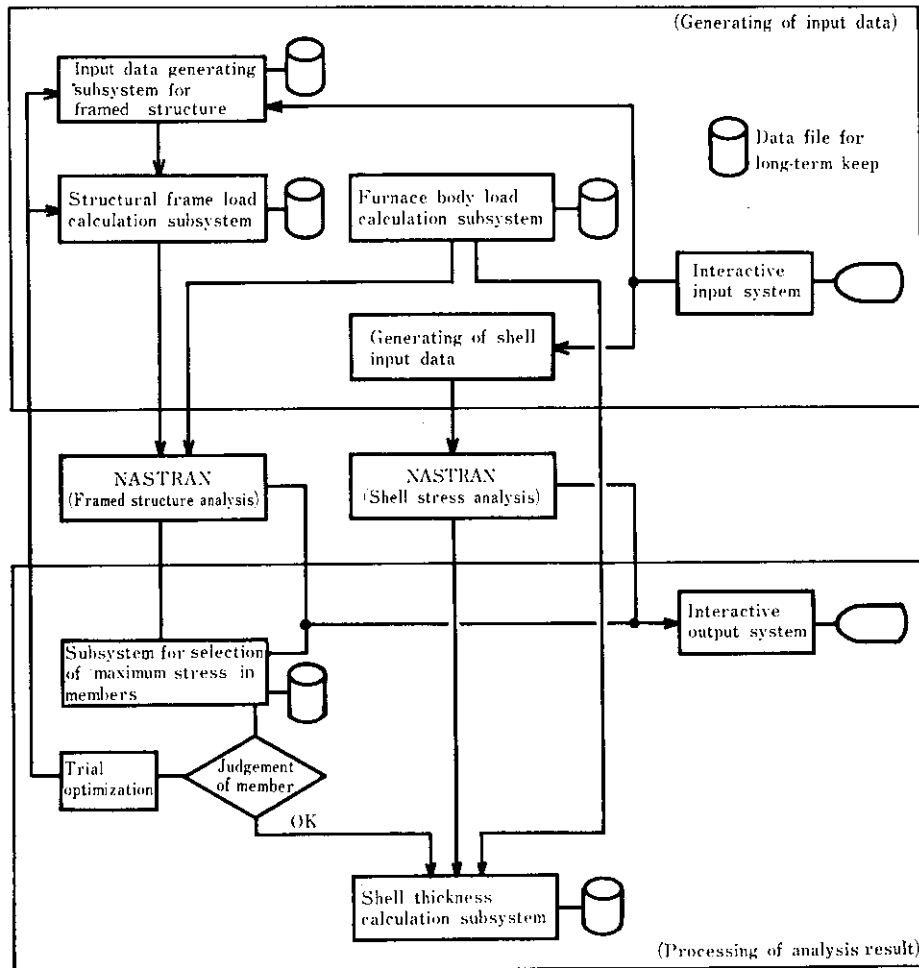 (Generating of input data)
Input data generating
subsystem for
framed structure
Data file for
long-term keep
Structural frame load
calculation subsystem
Furnace body load
calculation subsystem
Interactive
input system
Generating of shell
input data
NASTRAN
(Framed structure analysis)
NASTRAN
(Shell stress analysis)
Interactive
output system
Subsystem for selection
of maximum stress in
members
Trial
optimization
Judgement
of member
OK
Shell thickness
calculation subsystem
(Processing of analysis result)